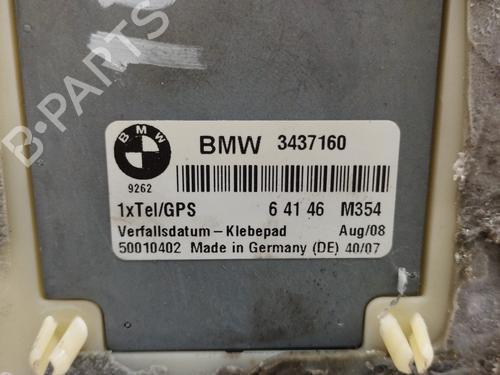 B-PARTS
BMW
BMW 3437160
9262
1xTel/GPS 6 41 46 M354
Verfallsdatum – Klebepad Aug/08
50010402 Made in Germany (DE) 40/07